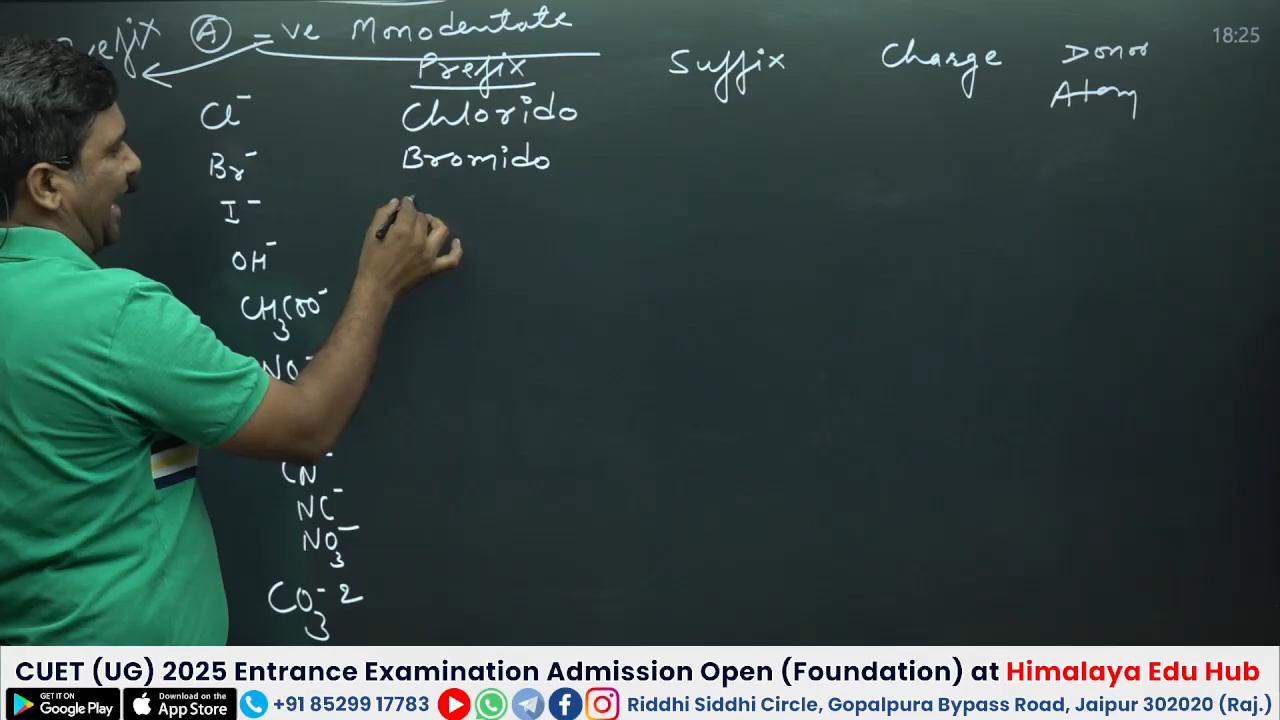 Prefix Ⓐ -ve Monodentate
18:25
Prefix Suffix Charge Donor Atom
Cl⁻ Chlorido
Br⁻ Bromido
I⁻
OH⁻
CH₃COO⁻
CN⁻
NC⁻
NO₃⁻
CO₃⁻²
CUET (UG) 2025 Entrance Examination Admission Open (Foundation) at Himalaya Edu Hub
GET IT ON Google Play Download on the App Store +91 85299 17783 Riddhi Siddhi Circle, Gopalpura Bypass Road, Jaipur 302020 (Raj.)